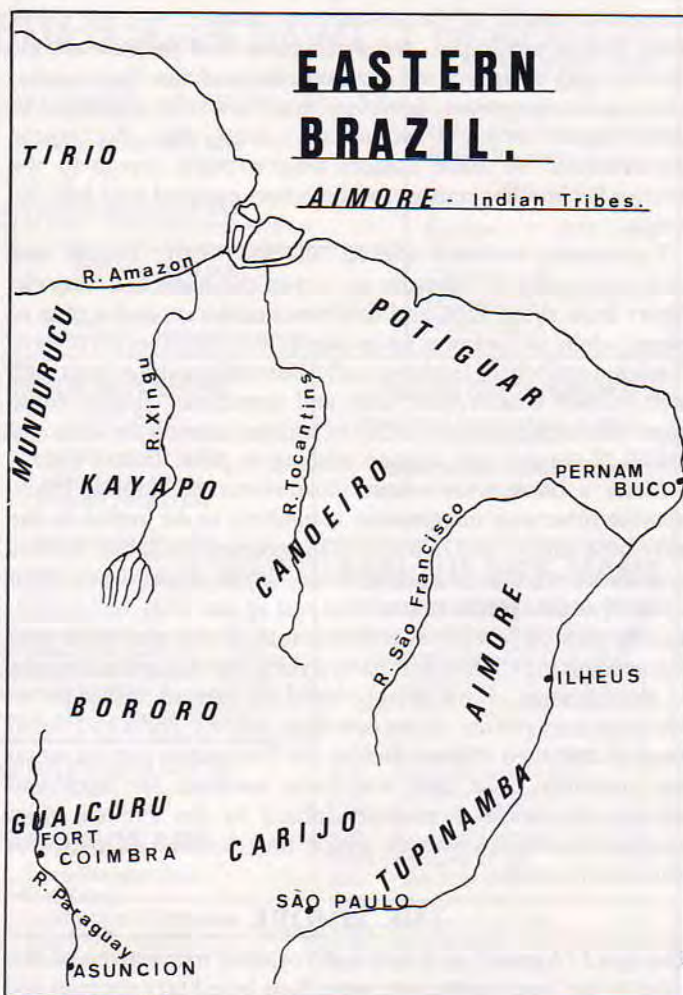 EASTERN
BRAZIL.
AIMORE-- Indian Tribes.
TIRIO
R. Amazon
POTIGUAR
MUNDURUCU
R. Xingu
R. Tocantins
KAYAPO
CANOEIRO
PERNAM
BUCO
R. São Francisco
AIMORE
ILHEUS
BORORO
GUAICURU
FORT
COIMBRA
CARIJO
TUPINAMBA
R. Paraguay
SÃO PAULO
ASUNCION